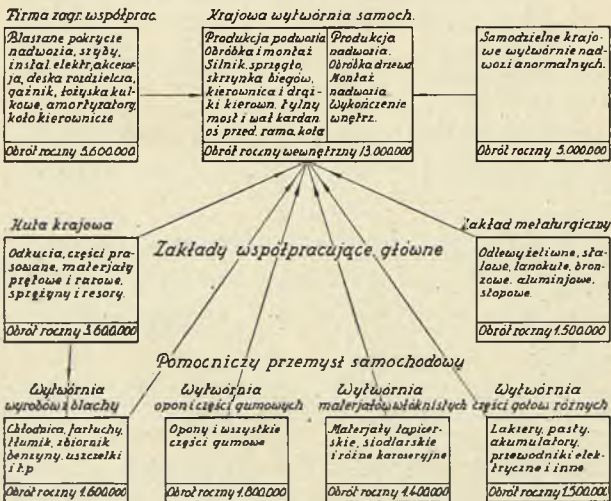 Firma zagr. współprac.
Blaszane pokrycie
nadwozia, szyby,
instal. elektr, akceso-
ja, deska rozdzielcza,
gaźnik, łożyska kul-
kowe, amortyzatory,
koło kierownicze
Obrót roczny 5.600.000
Krajowa wytwórnia samoch.
Produkcja podwozia
Obróbka i montaż
Silnik, sprzęgło,
skrzynka biegów,
kierownica i drąż-
ki kierown. tylny
most i wał kardan
oś przed. rama, koła
Produkcja
nadwozia.
Obróbka drzewa
Montaż
nadwozia
Wykończenie
wnętrz.
Obrót roczny wewnętrzny 13.000.000
Samodzielne krajo-
we wytwórnie nad-
wozi anormalnych.
Obrót roczny 5.000.000
Huta krajowa
Odkucia, części pra-
sowane, materjały
prętowe i rurowe,
sprężyny i resory.
Obrót roczny 3.600.000
Zakłady współpracujące główne
Zakład metalurgiczny
Odlewy żeliwne, sta-
lowe, lanokute, bron-
zowe, aluminjowe,
stopowe.
Obrót roczny 1.500.000
Pomocniczy przemysł samochodowy
Wytwórnia
wyrobów z blachy
Chłodnica, fartuchy,
tłumik, zbiornik
benzyny, uszczelki
i t.p
Obrót roczny 1.600.000
Wytwórnia
opon i części gumowych
Opony i wszystkie
części gumowe
Obrót roczny 1.800.000
Wytwórnia
materjałów włóknistych
Materjały tapicer-
skie, siodlarskie
i różne karoseryjne
Obrót roczny 1.400.000
Wytwórnia
części gotow. różnych
Lakiery, pasty,
akumulatory,
przewodniki elek-
tryczne i inne
Obrót roczny 1.500.000